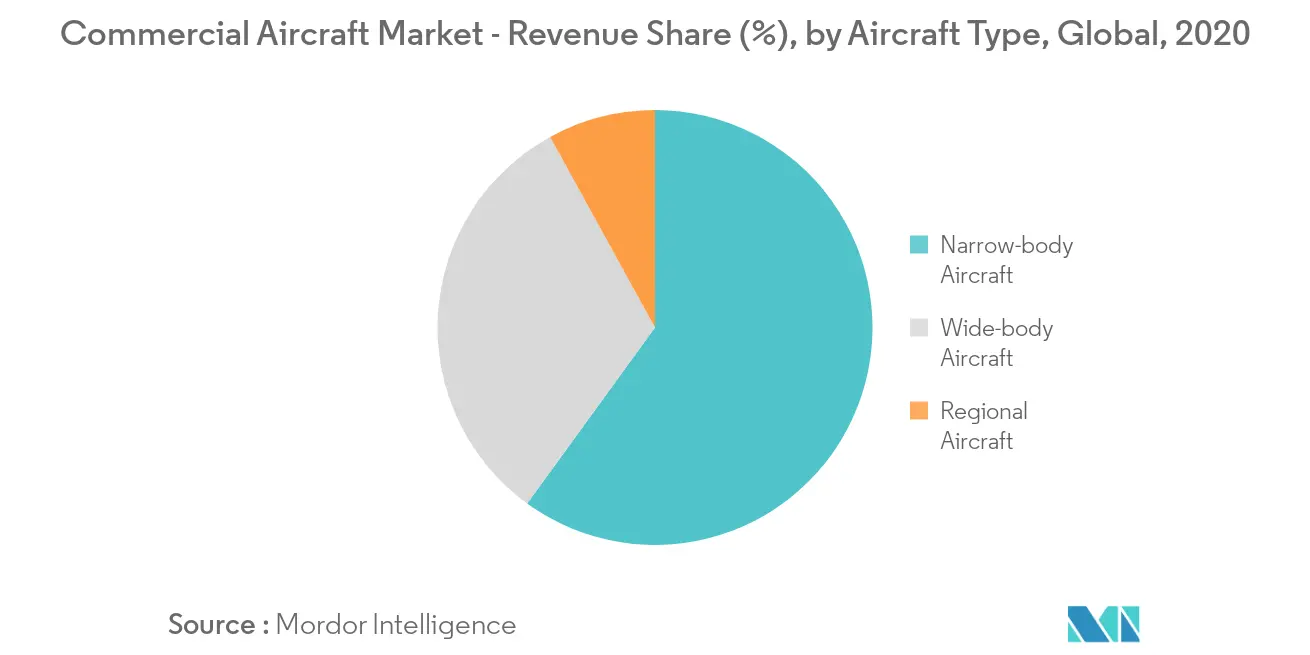 Commercial Aircraft Market - Revenue Share (%), by Aircraft Type, Global, 2020
Narrow-body
Aircraft
Wide-body
Aircraft
Regional
Aircraft
Source : Mordor Intelligence